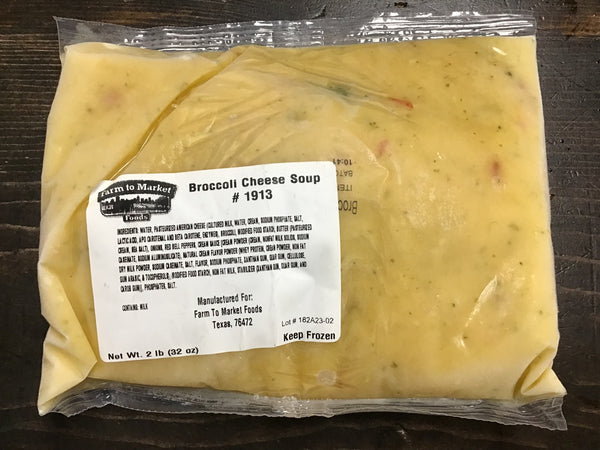 Farm to Market
Foods
Broccoli Cheese Soup
# 1913
INGREDIENTS: WATER, PASTEURIZED AMERICAN CHEESE (CULTURED MILK, WATER, CREAM, SODIUM PHOSPHATE, SALT,
LACTIC ACID, APO CAROTENAL AND BETA CAROTENE, ENZYMES), BROCCOLI, MODIFIED FOOD STARCH, BUTTER (PASTEURIZED
CREAM, SEA SALT), ONIONS, RED BELL PEPPERS, CREAM SAUCE (CREAM POWDER (CREAM, NONFAT MILK SOLIDS, SODIUM
CASEINATE, SODIUM ALUMINOSILICATE), NATURAL CREAM FLAVOR POWDER (WHEY PROTEIN, CREAM POWDER, NON FAT
DRY MILK POWDER, SODIUM CASEINATE, SALT, FLAVOR, SODIUM PHOSPHATE, XANTHAN GUM, GUAR GUM, CELLULOSE,
GUM ARABIC & TOCOPHEROLS), MODIFIED FOOD STARCH, NON FAT MILK, STABILIZER (XANTHAN GUM, GUAR GUM, AND
CAROB GUM), PHOSPHATES, SALT.
CONTAINS: MILK
Manufactured For:
Farm To Market Foods
Texas, 76472
Lot # 182A23-02
Net Wt. 2 lb (32 oz)
Keep Frozen
10:41
BATC
ITEM
Broc